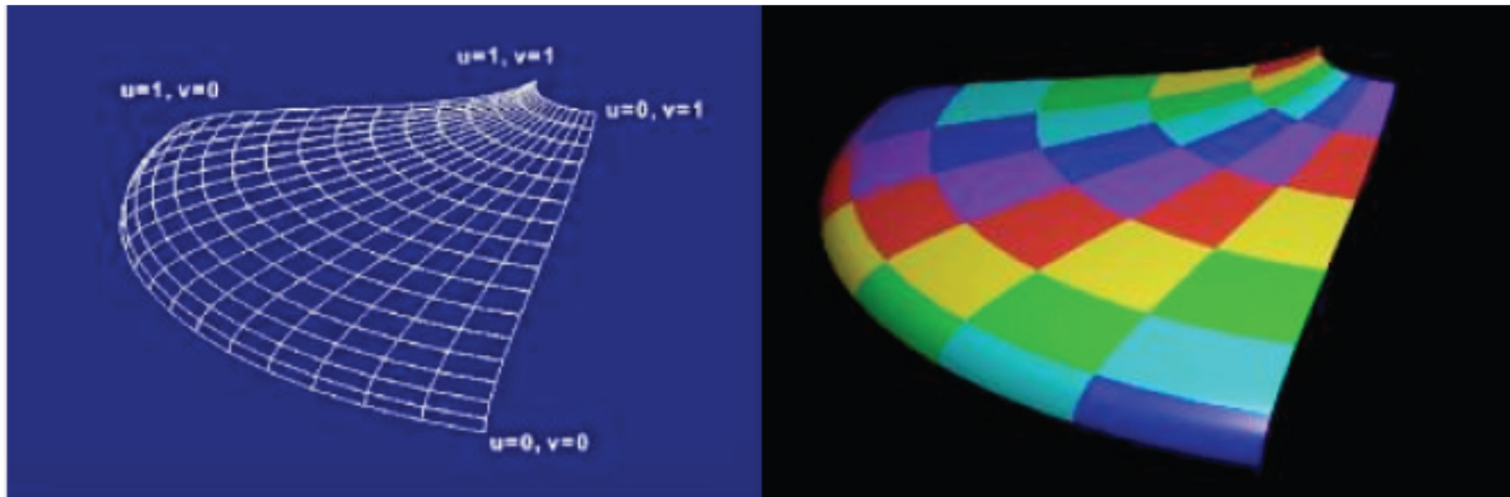 u=1, v=1
u=1, v=0
u=0, v=1
u=0, v=0